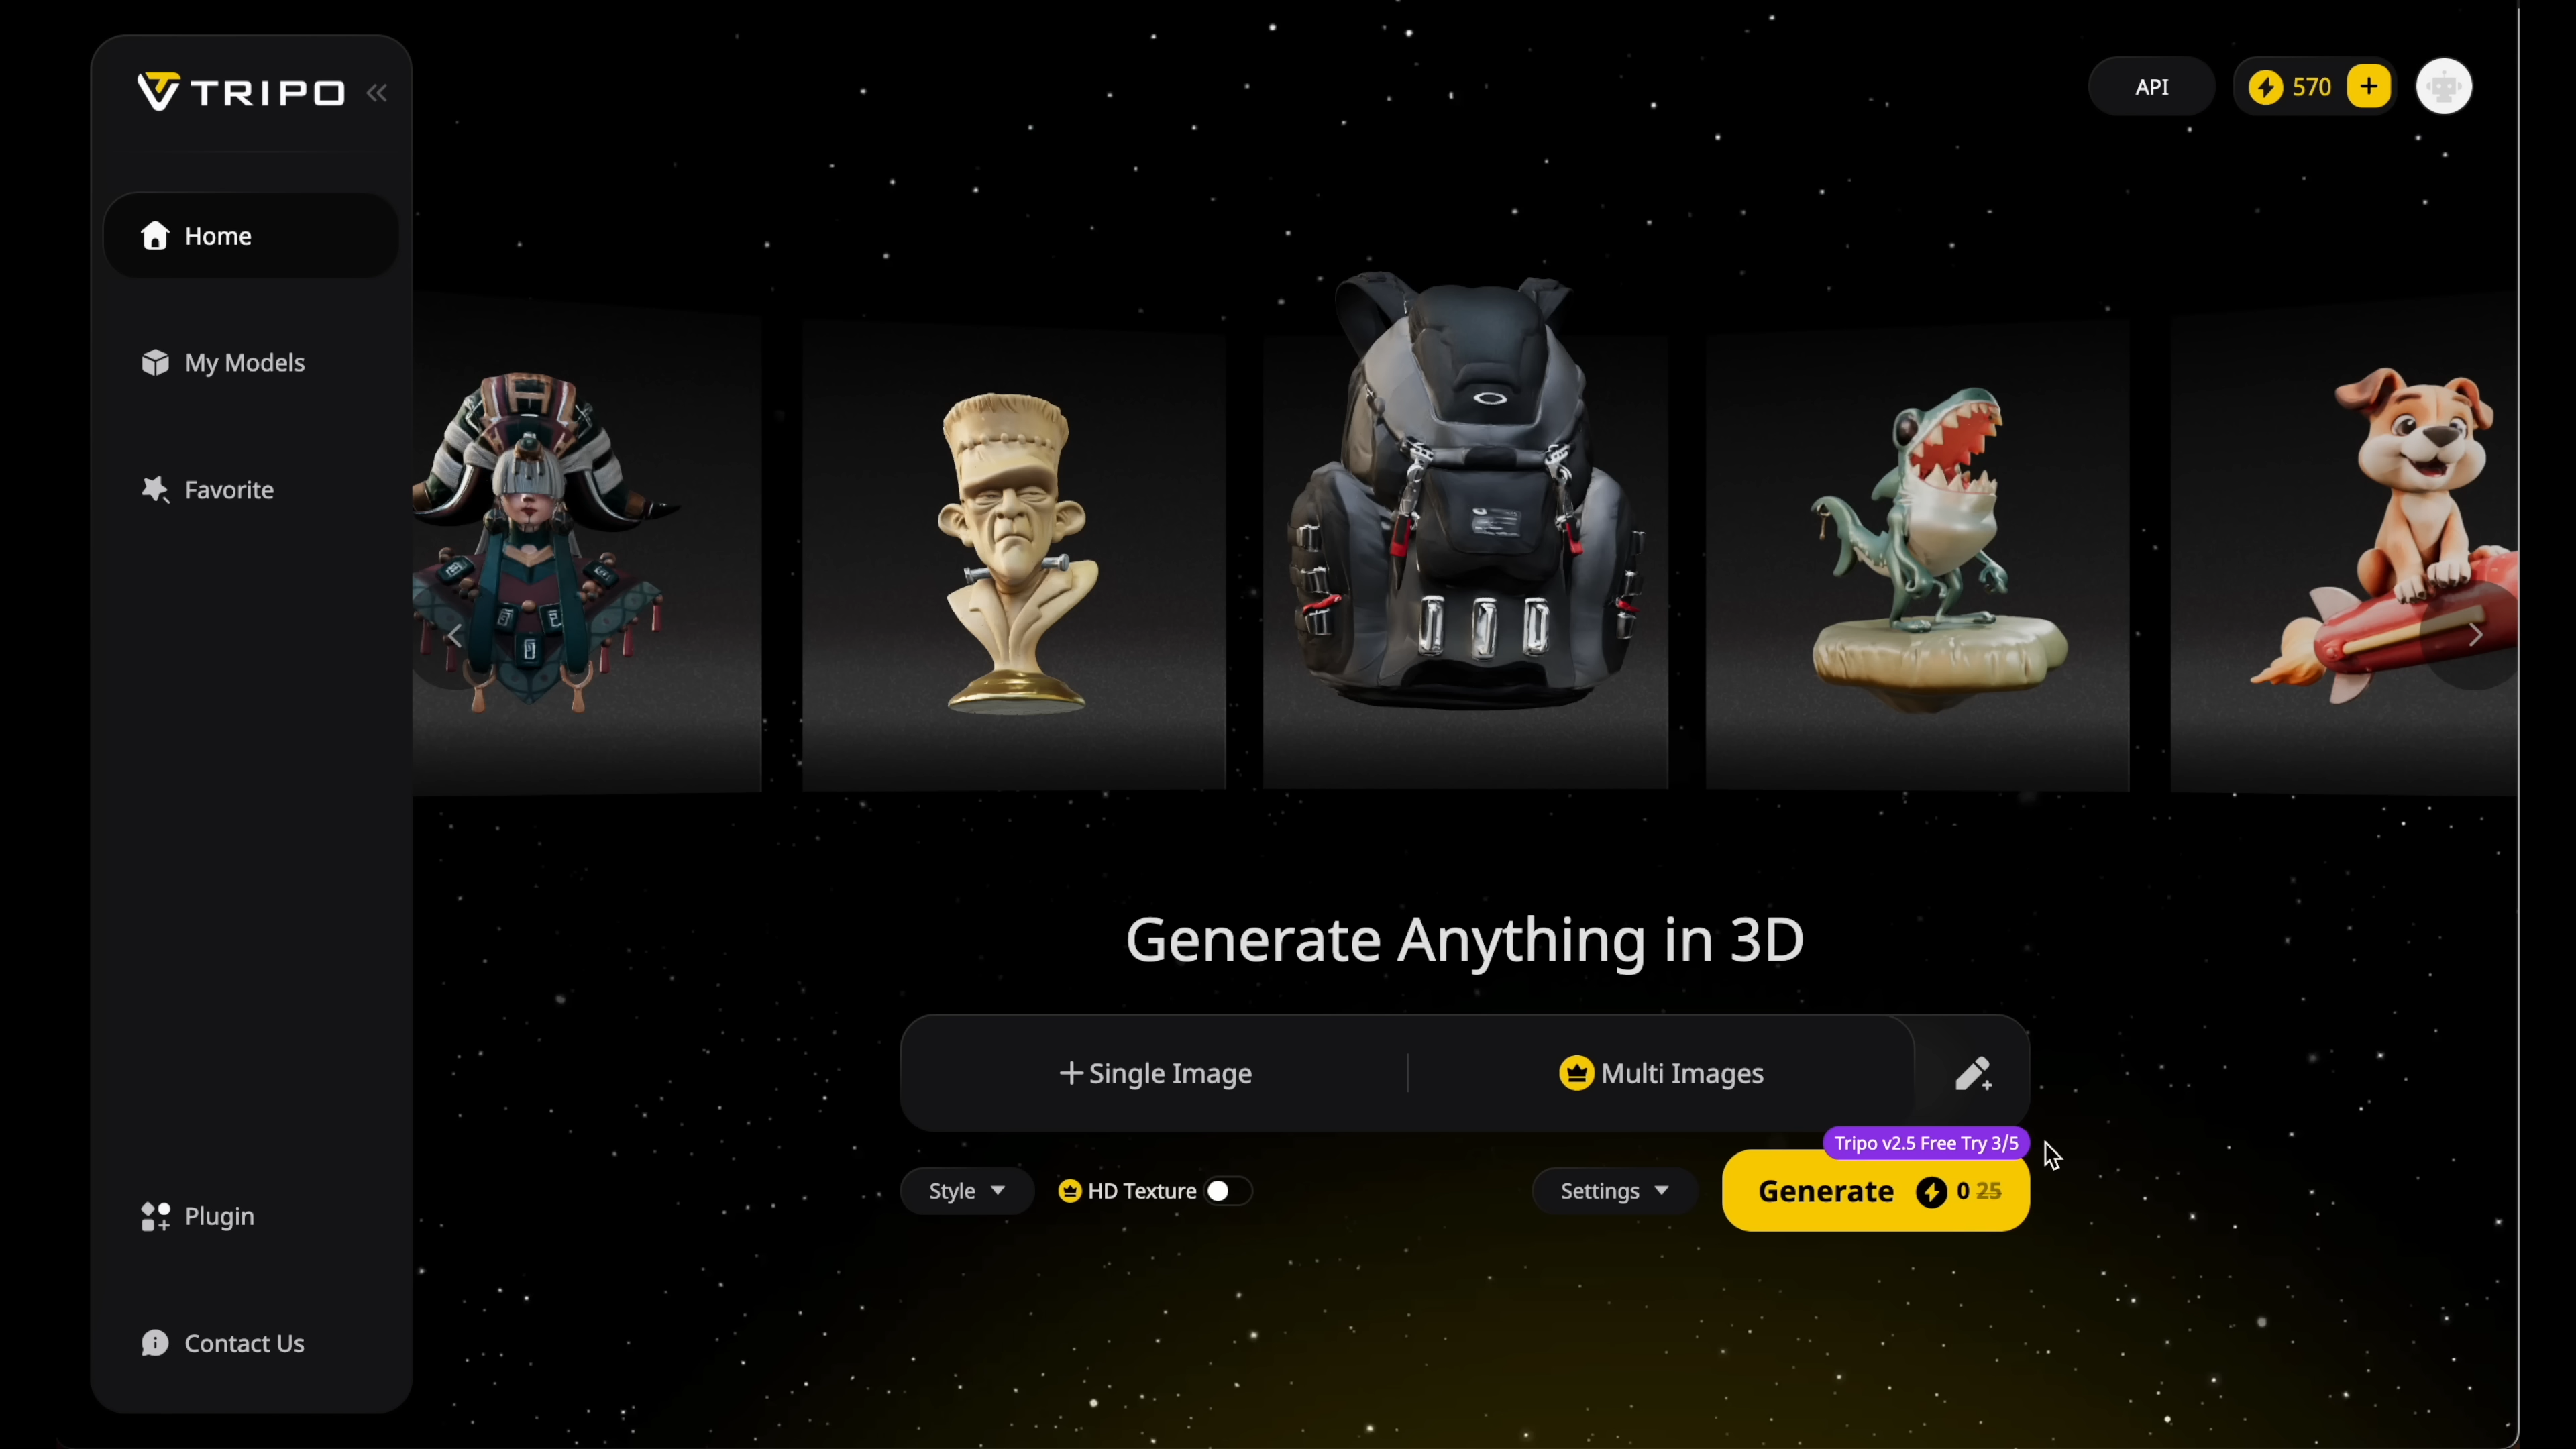 TRIPO
API
570
Home
My Models
Favorite
Generate Anything in 3D
Single Image
Multi Images
Tripo v2.5 Free Try 3/5
Style
HD Texture
Settings
Generate 0 25
Plugin
Contact Us